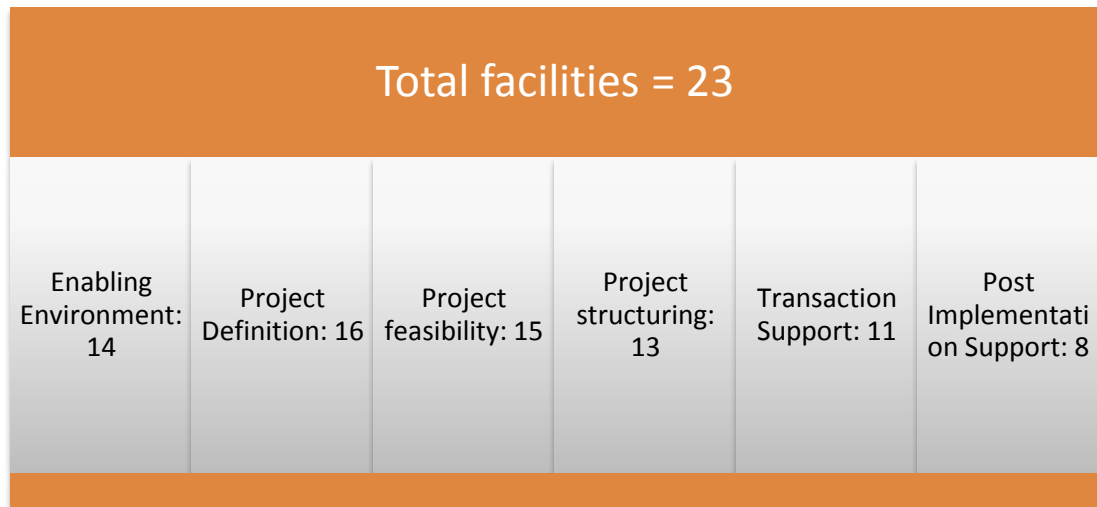 Total facilities = 23
Enabling
Environment:
14
Project
Definition: 16
Project
feasibility: 15
Project
structuring:
13
Transaction
Support: 11
Post
Implementati
on Support: 8